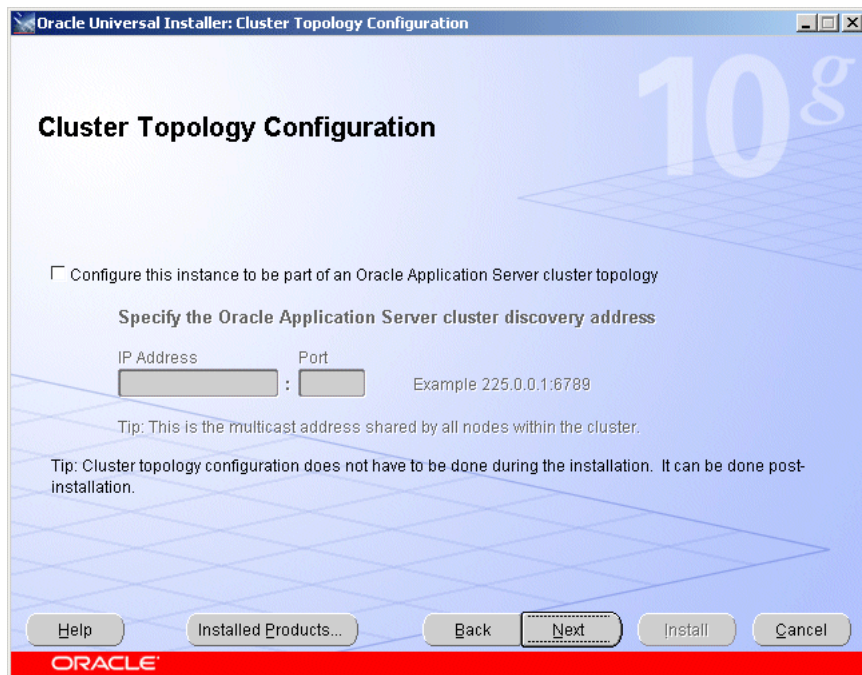 Oracle Universal Installer: Cluster Topology Configuration
10g
Cluster Topology Configuration
Configure this instance to be part of an Oracle Application Server cluster topology
Specify the Oracle Application Server cluster discovery address
IP Address Port
: Example 225.0.0.1:6789
Tip: This is the multicast address shared by all nodes within the cluster.
Tip: Cluster topology configuration does not have to be done during the installation. It can be done post-
installation.
Help Installed Products... Back Next Install Cancel
ORACLE